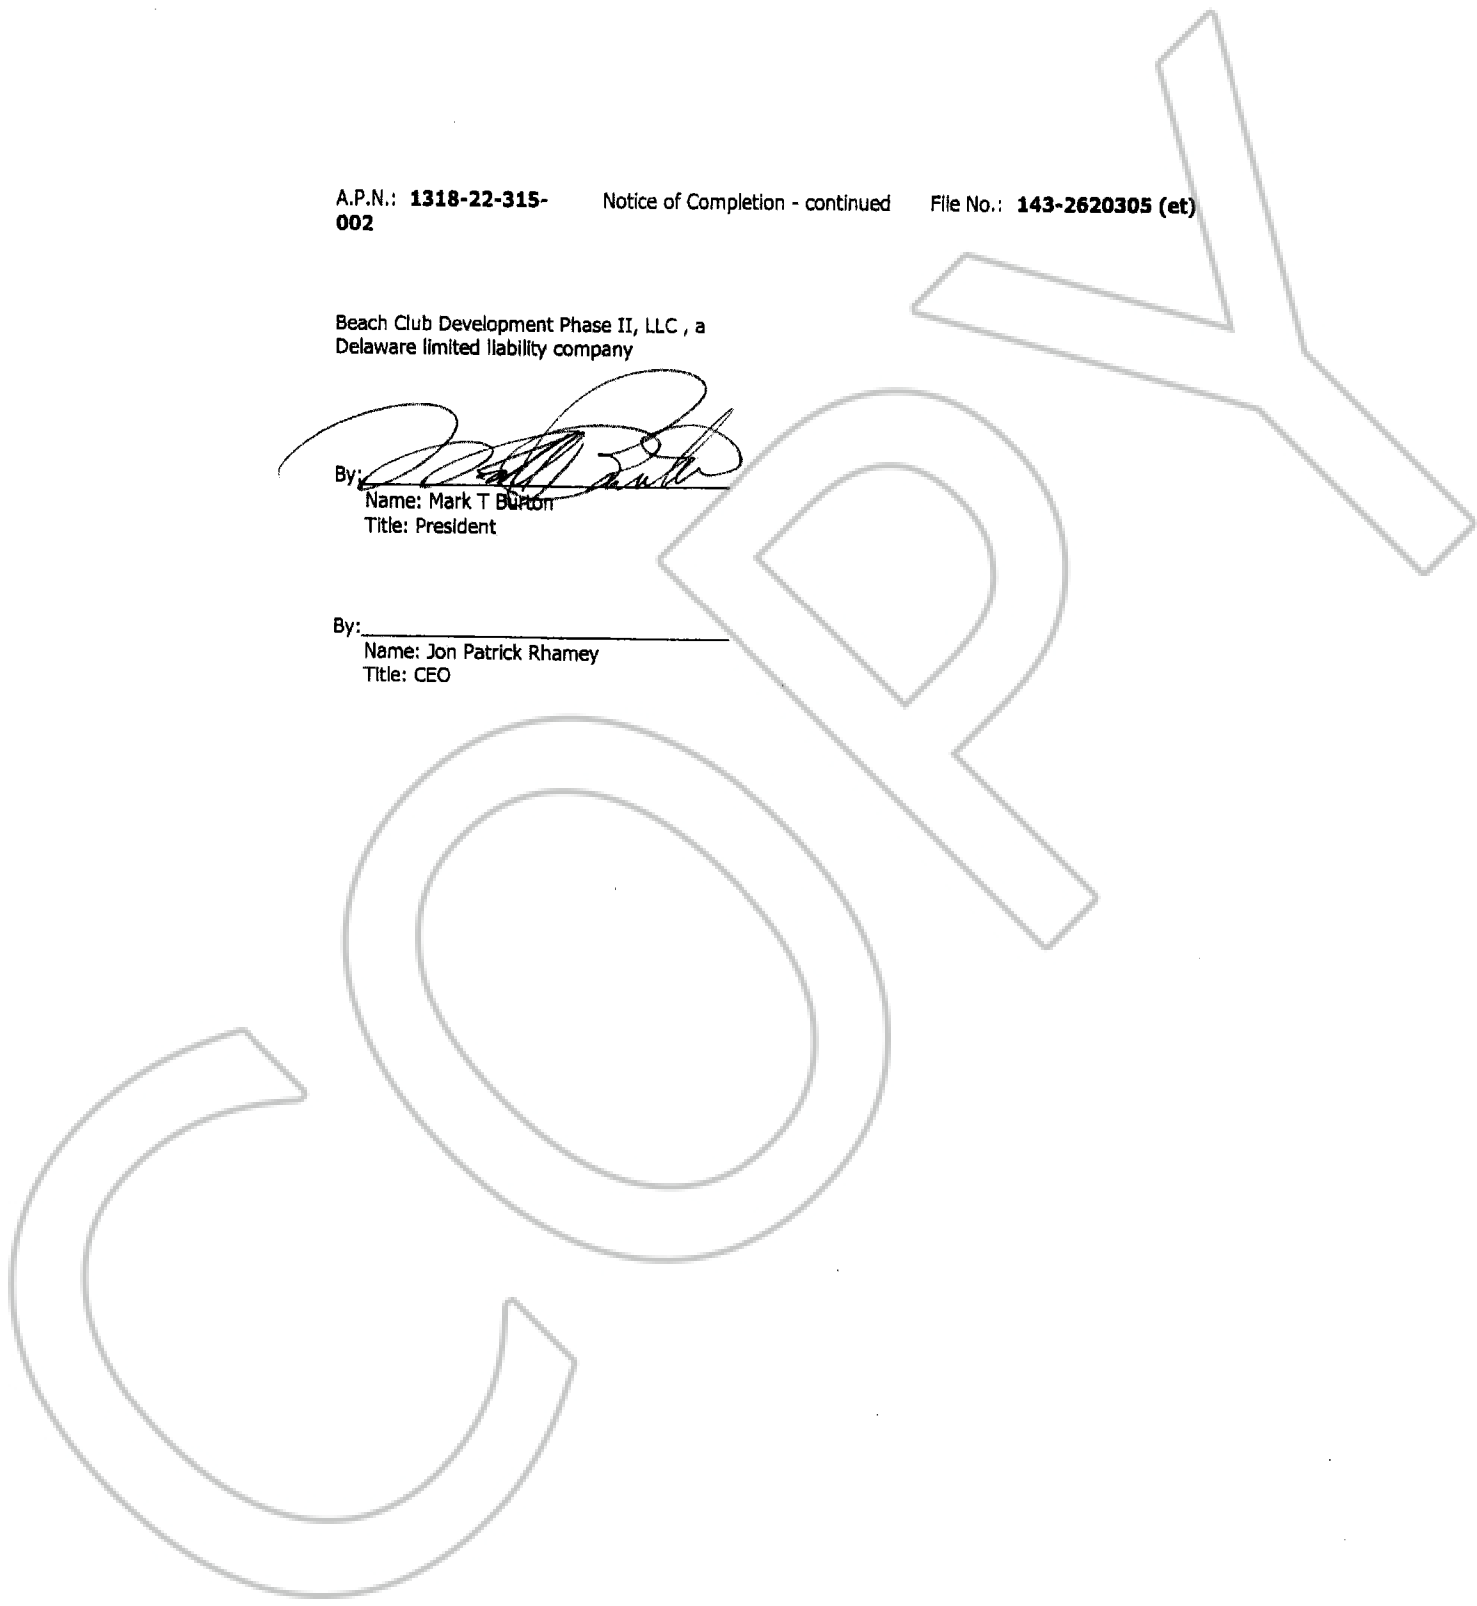 A.P.N.: 1318-22-315-002 Notice of Completion - continued File No.: 143-2620305 (et)
Beach Club Development Phase II, LLC , a
Delaware limited liability company
By:
Name: Mark T Burton
Title: President
By:
Name: Jon Patrick Rhamey
Title: CEO
COPY